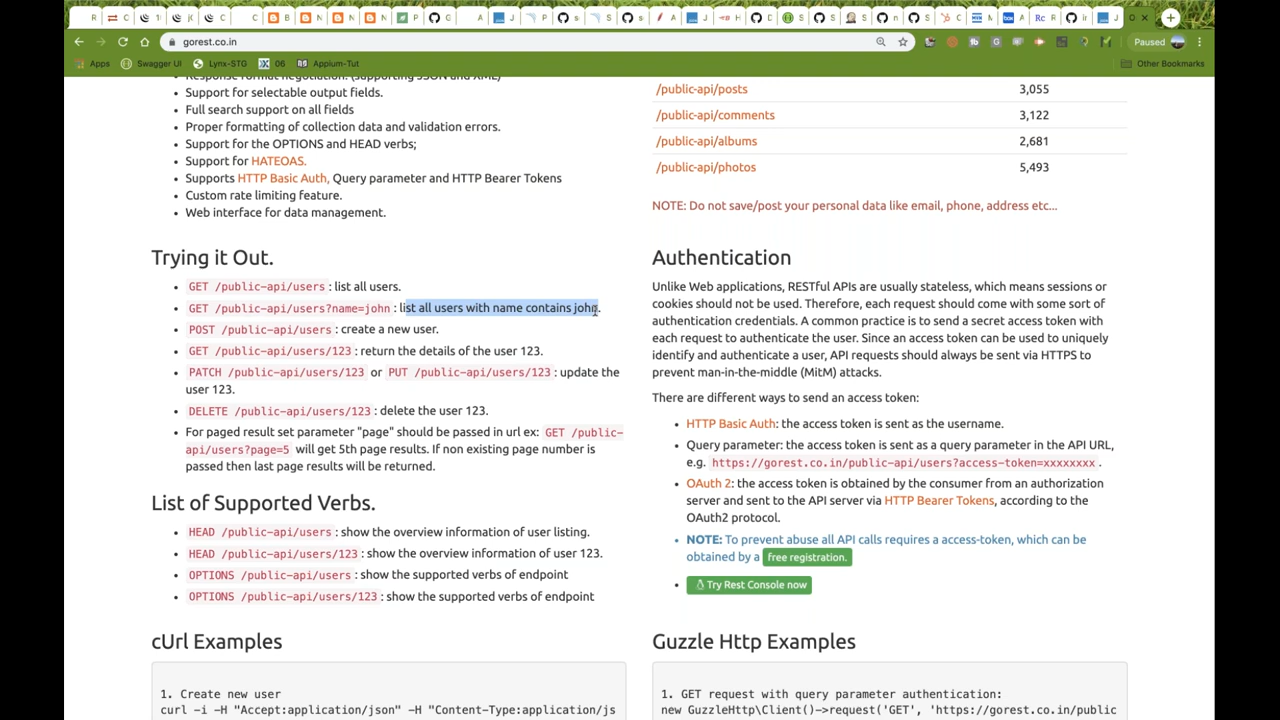 gorest.co.in
Paused
Apps
Swagger UI
Lynx-STG
06
Appium-Tut
Other Bookmarks
Response format negotiation. (supporting JSON and XML)
Support for selectable output fields.
Full search support on all fields
Proper formatting of collection data and validation errors.
Support for the OPTIONS and HEAD verbs;
Support for HATEOAS.
Supports HTTP Basic Auth, Query parameter and HTTP Bearer Tokens
Custom rate limiting feature.
Web interface for data management.
Trying it Out.
GET /public-api/users : list all users.
GET /public-api/users?name=john : list all users with name contains john.
POST /public-api/users : create a new user.
GET /public-api/users/123 : return the details of the user 123.
PATCH /public-api/users/123 or PUT /public-api/users/123 : update the
user 123.
DELETE /public-api/users/123 : delete the user 123.
For paged result set parameter "page" should be passed in url ex: GET /public-
api/users?page=5 will get 5th page results. If non existing page number is
passed then last page results will be returned.
List of Supported Verbs.
HEAD /public-api/users : show the overview information of user listing.
HEAD /public-api/users/123 : show the overview information of user 123.
OPTIONS /public-api/users : show the supported verbs of endpoint
OPTIONS /public-api/users/123 : show the supported verbs of endpoint
cUrl Examples
1. Create new user
curl -i -H "Accept:application/json" -H "Content-Type:application/js
/public-api/posts 3,055
/public-api/comments 3,122
/public-api/albums 2,681
/public-api/photos 5,493
NOTE: Do not save/post your personal data like email, phone, address etc...
Authentication
Unlike Web applications, RESTful APIs are usually stateless, which means sessions or
cookies should not be used. Therefore, each request should come with some sort of
authentication credentials. A common practice is to send a secret access token with
each request to authenticate the user. Since an access token can be used to uniquely
identify and authenticate a user, API requests should always be sent via HTTPS to
prevent man-in-the-middle (MitM) attacks.
There are different ways to send an access token:
HTTP Basic Auth: the access token is sent as the username.
Query parameter: the access token is sent as a query parameter in the API URL,
e.g. https://gorest.co.in/public-api/users?access-token=xxxxxxxx .
OAuth 2: the access token is obtained by the consumer from an authorization
server and sent to the API server via HTTP Bearer Tokens, according to the
OAuth2 protocol.
NOTE: To prevent abuse all API calls requires a access-token, which can be
obtained by a free registration.
Try Rest Console now
Guzzle Http Examples
1. GET request with query parameter authentication:
new GuzzleHttp\Client()->request('GET', 'https://gorest.co.in/public